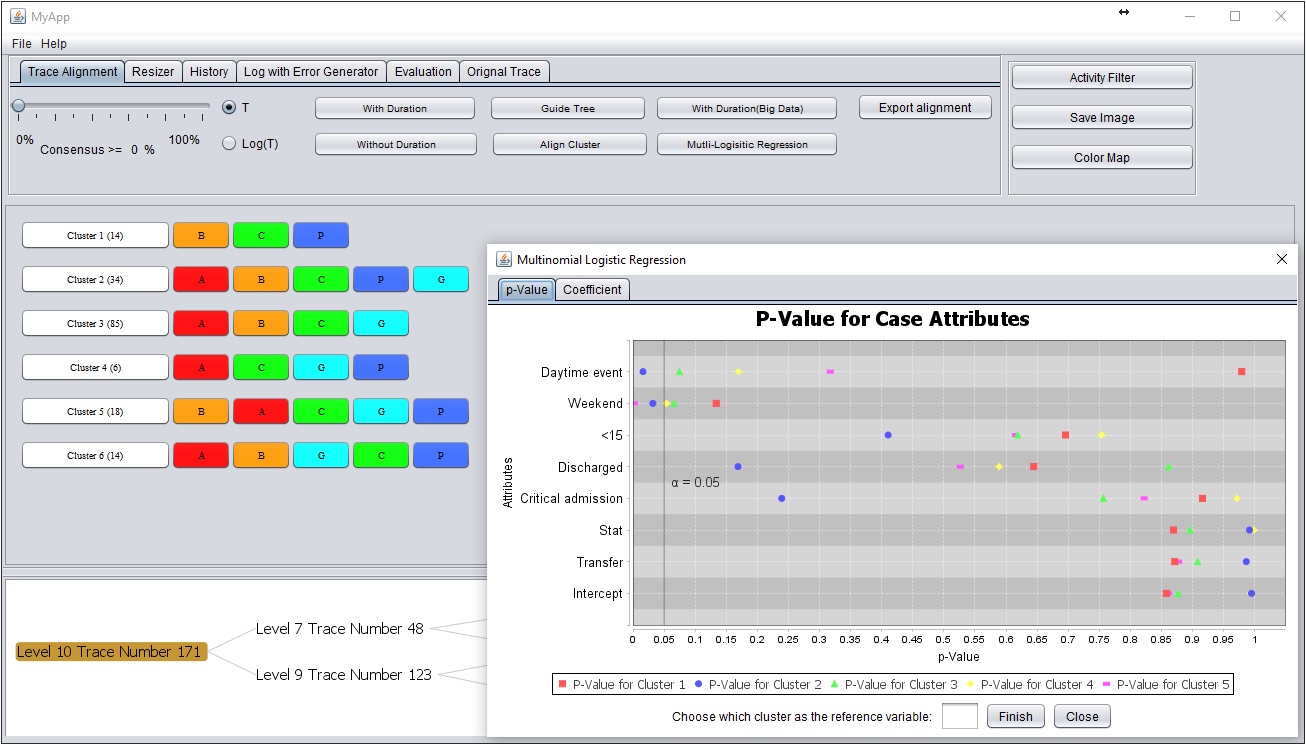 MyApp
File Help
Trace Alignment Resizer History Log with Error Generator Evaluation Orignal Trace
T With Duration Guide Tree With Duration(Big Data) Export alignment Activity Filter
0% 100% Save Image
Consensus >= 0 % Log(T) Without Duration Align Cluster Mutli-Logisitic Regression
Color Map
Cluster 1 (14) B C P
Cluster 2 (34) A B C P G
Cluster 3 (85) A B C G
Cluster 4 (6) A C G P
Cluster 5 (18) B A C G P
Cluster 6 (14) A B G C P
Level 10 Trace Number 171
Level 7 Trace Number 48
Level 9 Trace Number 123
Multinomial Logistic Regression
p-Value Coefficient
P-Value for Case Attributes
Attributes
Daytime event
Weekend
<15
Discharged
α = 0.05
Critical admission
Stat
Transfer
Intercept
0 0.05 0.1 0.15 0.2 0.25 0.3 0.35 0.4 0.45 0.5 0.55 0.6 0.65 0.7 0.75 0.8 0.85 0.9 0.95 1
p-Value
P-Value for Cluster 1 P-Value for Cluster 2 P-Value for Cluster 3 P-Value for Cluster 4 P-Value for Cluster 5
Choose which cluster as the reference variable: Finish Close